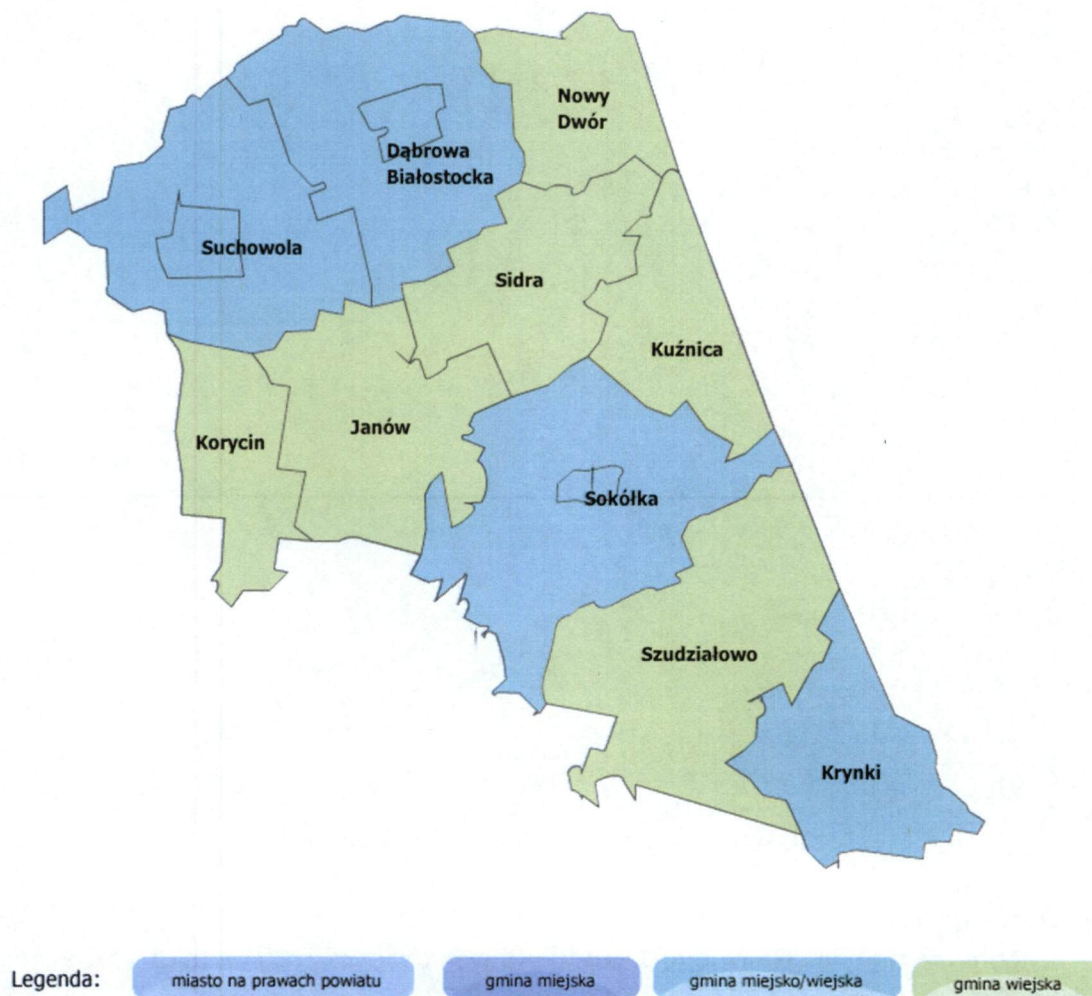 Nowy
Dwór
Dąbrowa
Białostocka
Suchowola
Sidra
Kuźnica
Janów
Korycin
Sokółka
Szudziałowo
Krynki
Legenda:
miasto na prawach powiatu
gmina miejska
gmina miejsko/wiejska
gmina wiejska